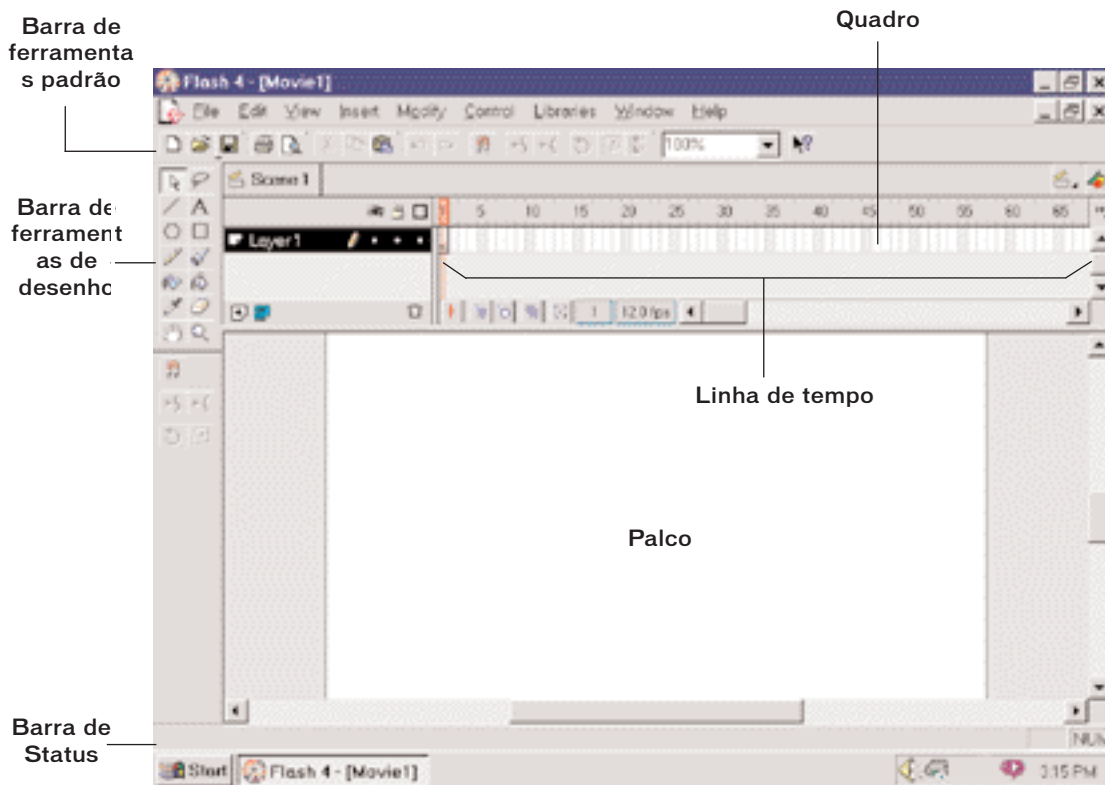 Barra de
ferramenta
s padrão
Quadro
Flash 4 - [Movie1]
File Edit View Insert Modify Control Libraries Window Help
100%
Scene 1
Barra de
ferrament
as de
desenho
5 10 15 20 25 30 35 40 45 50 55 60 65
Layer 1
1 12.0 fps
Linha de tempo
Palco
Barra de
Status
NUM
Start Flash 4 - [Movie1] 3:15 PM